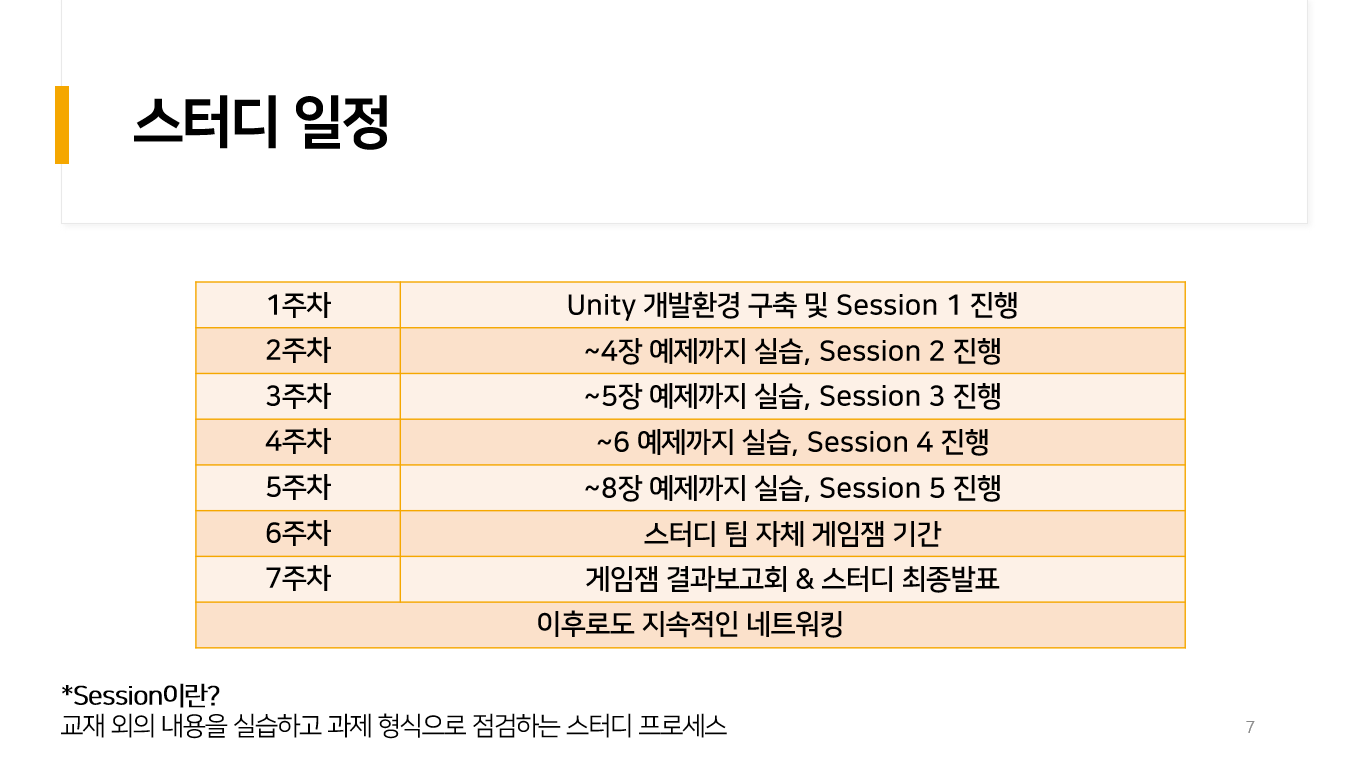 스터디 일정
1주차 Unity 개발환경 구축 및 Session 1 진행
2주차 ~4장 예제까지 실습, Session 2 진행
3주차 ~5장 예제까지 실습, Session 3 진행
4주차 ~6 예제까지 실습, Session 4 진행
5주차 ~8장 예제까지 실습, Session 5 진행
6주차 스터디 팀 자체 게임잼 기간
7주차 게임잼 결과보고회 & 스터디 최종발표
이후로도 지속적인 네트워킹
*Session이란?
교재 외의 내용을 실습하고 과제 형식으로 점검하는 스터디 프로세스
7